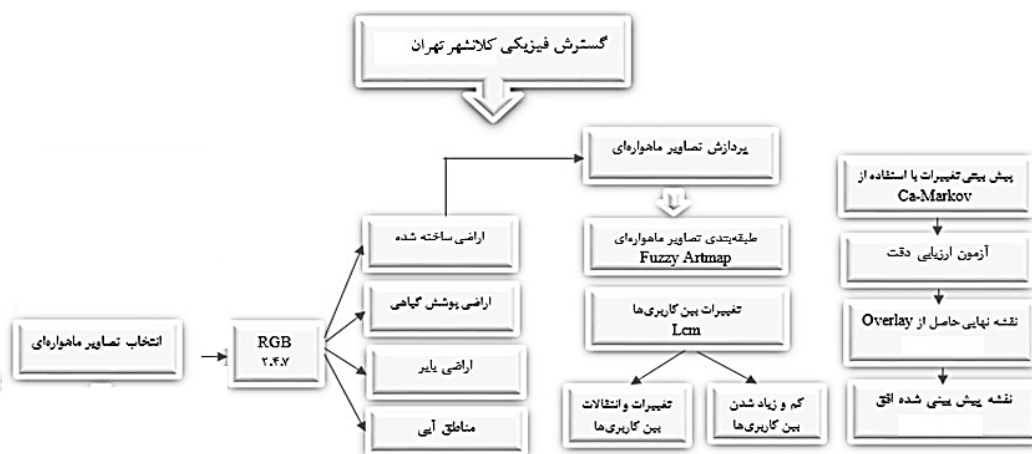 گسترش فیزیکی کلانشهر تهران
پردازش تصاویر ماهواره‌ای
پیش بینی تغییرات با استفاده از
Ca-Markov
اراضی ساخته شده
طبقه‌بندی تصاویر ماهواره‌ای
Fuzzy Artmap
آزمون ارزیابی دقت
اراضی پوشش گیاهی
تغییرات بین کاربری‌ها
Lcm
نقشه نهایی حاصل از Overlay
انتخاب تصاویر ماهواره‌ای
RGB
۲.۴.۷
اراضی بایر
مناطق آبی
تغییرات و انتقالات
بین کاربری‌ها
کم و زیاد شدن
بین کاربری‌ها
نقشه پیش بینی شده افق